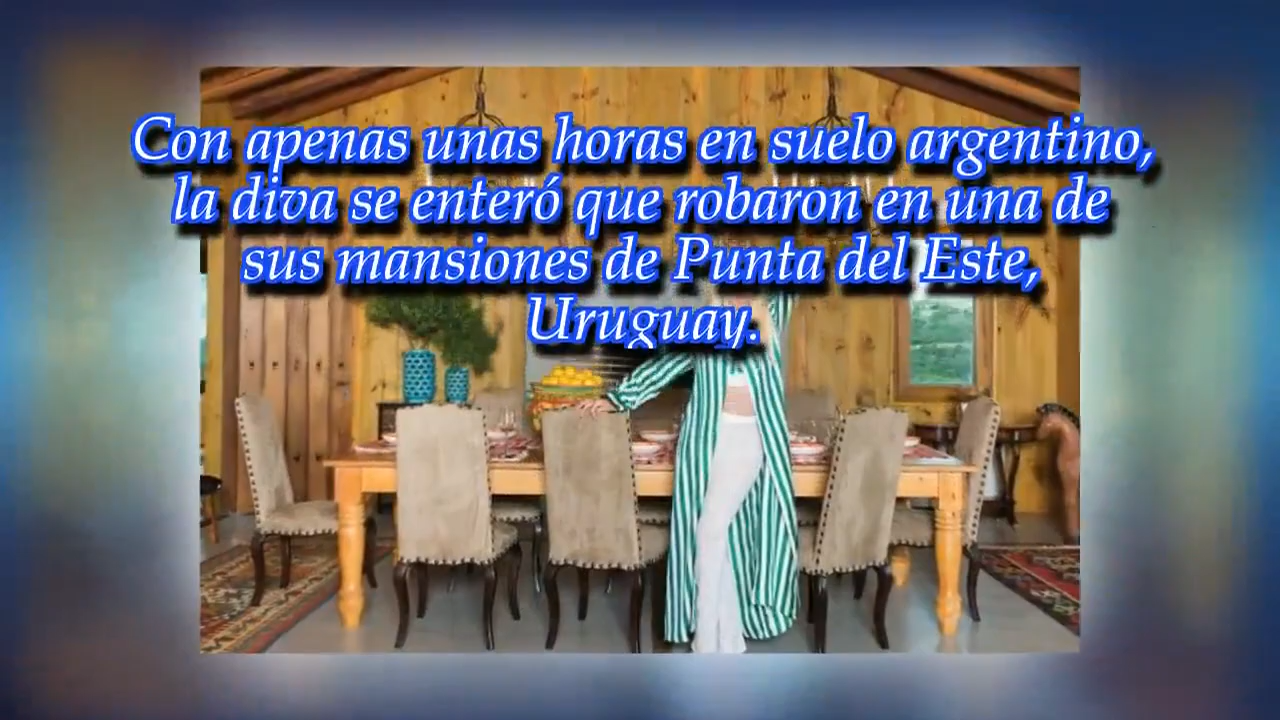 Con apenas unas horas en suelo argentino,
la diva se enteró que robaron en una de
sus mansiones de Punta del Este,
Uruguay.